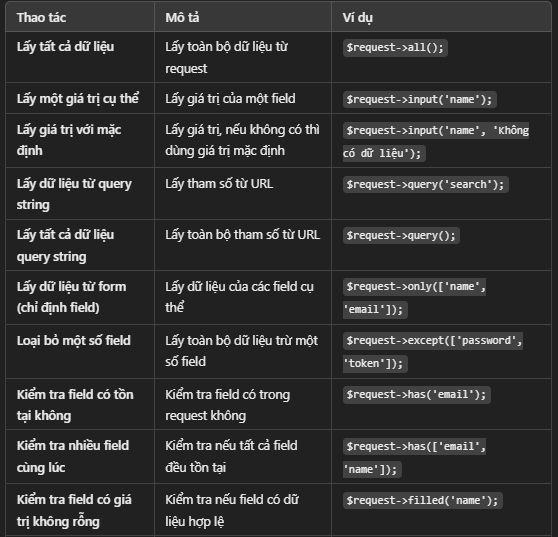 Thao tác Mô tả Ví dụ
Lấy tất cả dữ liệu Lấy toàn bộ dữ liệu từ $request->all();
request
Lấy một giá trị cụ thể Lấy giá trị của một field $request->input('name');
Lấy giá trị với mặc Lấy giá trị, nếu không có thì $request->input('name', 'Không
định dùng giá trị mặc định có dữ liệu');
Lấy dữ liệu từ query Lấy tham số từ URL $request->query('search');
string
Lấy tất cả dữ liệu Lấy toàn bộ tham số từ URL $request->query();
query string
Lấy dữ liệu từ form Lấy dữ liệu của các field cụ $request->only(['name',
(chỉ định field) thể 'email']);
Loại bỏ một số field Lấy toàn bộ dữ liệu trừ một $request->except(['password',
số field 'token']);
Kiểm tra field có tồn Kiểm tra field có trong $request->has('email');
tại không request không
Kiểm tra nhiều field Kiểm tra nếu tất cả field $request->has(['email',
cùng lúc đều tồn tại 'name']);
Kiểm tra field có giá Kiểm tra nếu field có dữ $request->filled('name');
trị không rỗng liệu hợp lệ